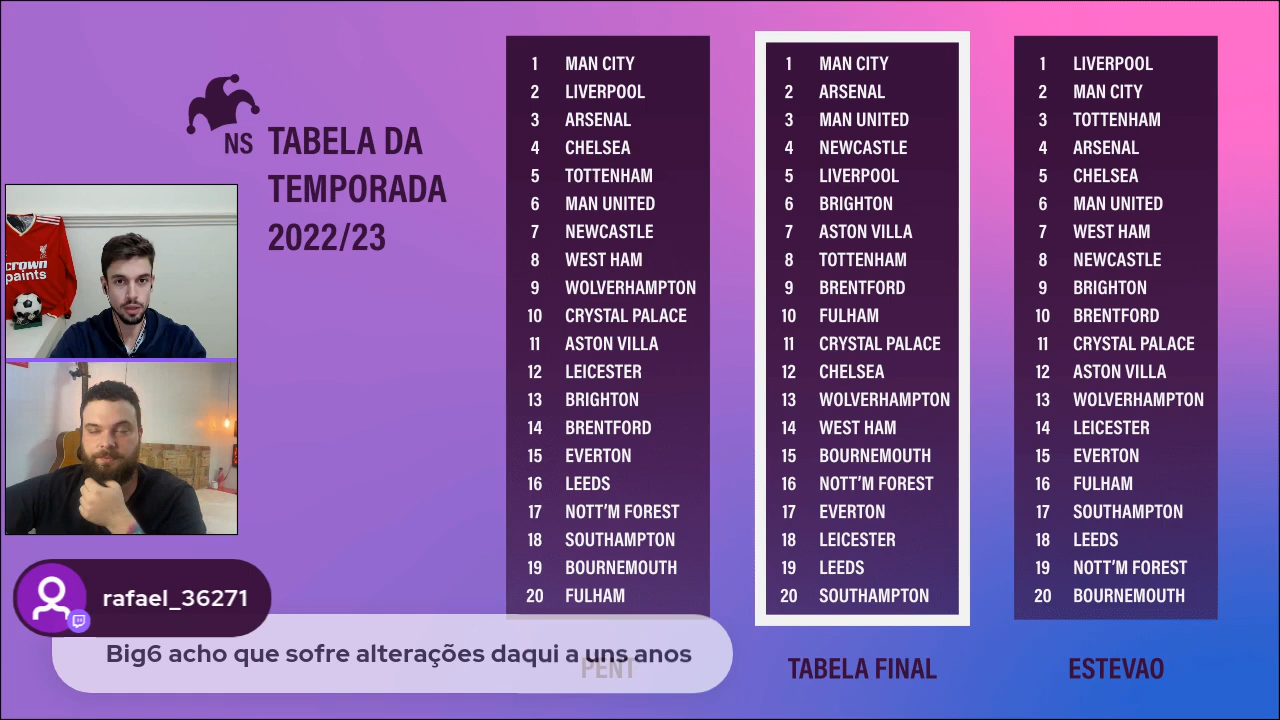 NS
TABELA DA
TEMPORADA
2022/23
crown
paints
1 MAN CITY
2 LIVERPOOL
3 ARSENAL
4 CHELSEA
5 TOTTENHAM
6 MAN UNITED
7 NEWCASTLE
8 WEST HAM
9 WOLVERHAMPTON
10 CRYSTAL PALACE
11 ASTON VILLA
12 LEICESTER
13 BRIGHTON
14 BRENTFORD
15 EVERTON
16 LEEDS
17 NOTT'M FOREST
18 SOUTHAMPTON
19 BOURNEMOUTH
20 FULHAM
PENT
1 MAN CITY
2 ARSENAL
3 MAN UNITED
4 NEWCASTLE
5 LIVERPOOL
6 BRIGHTON
7 ASTON VILLA
8 TOTTENHAM
9 BRENTFORD
10 FULHAM
11 CRYSTAL PALACE
12 CHELSEA
13 WOLVERHAMPTON
14 WEST HAM
15 BOURNEMOUTH
16 NOTT'M FOREST
17 EVERTON
18 LEICESTER
19 LEEDS
20 SOUTHAMPTON
TABELA FINAL
1 LIVERPOOL
2 MAN CITY
3 TOTTENHAM
4 ARSENAL
5 CHELSEA
6 MAN UNITED
7 WEST HAM
8 NEWCASTLE
9 BRIGHTON
10 BRENTFORD
11 CRYSTAL PALACE
12 ASTON VILLA
13 WOLVERHAMPTON
14 LEICESTER
15 EVERTON
16 FULHAM
17 SOUTHAMPTON
18 LEEDS
19 NOTT'M FOREST
20 BOURNEMOUTH
ESTEVAO
rafael_36271
Big6 acho que sofre alterações daqui a uns anos